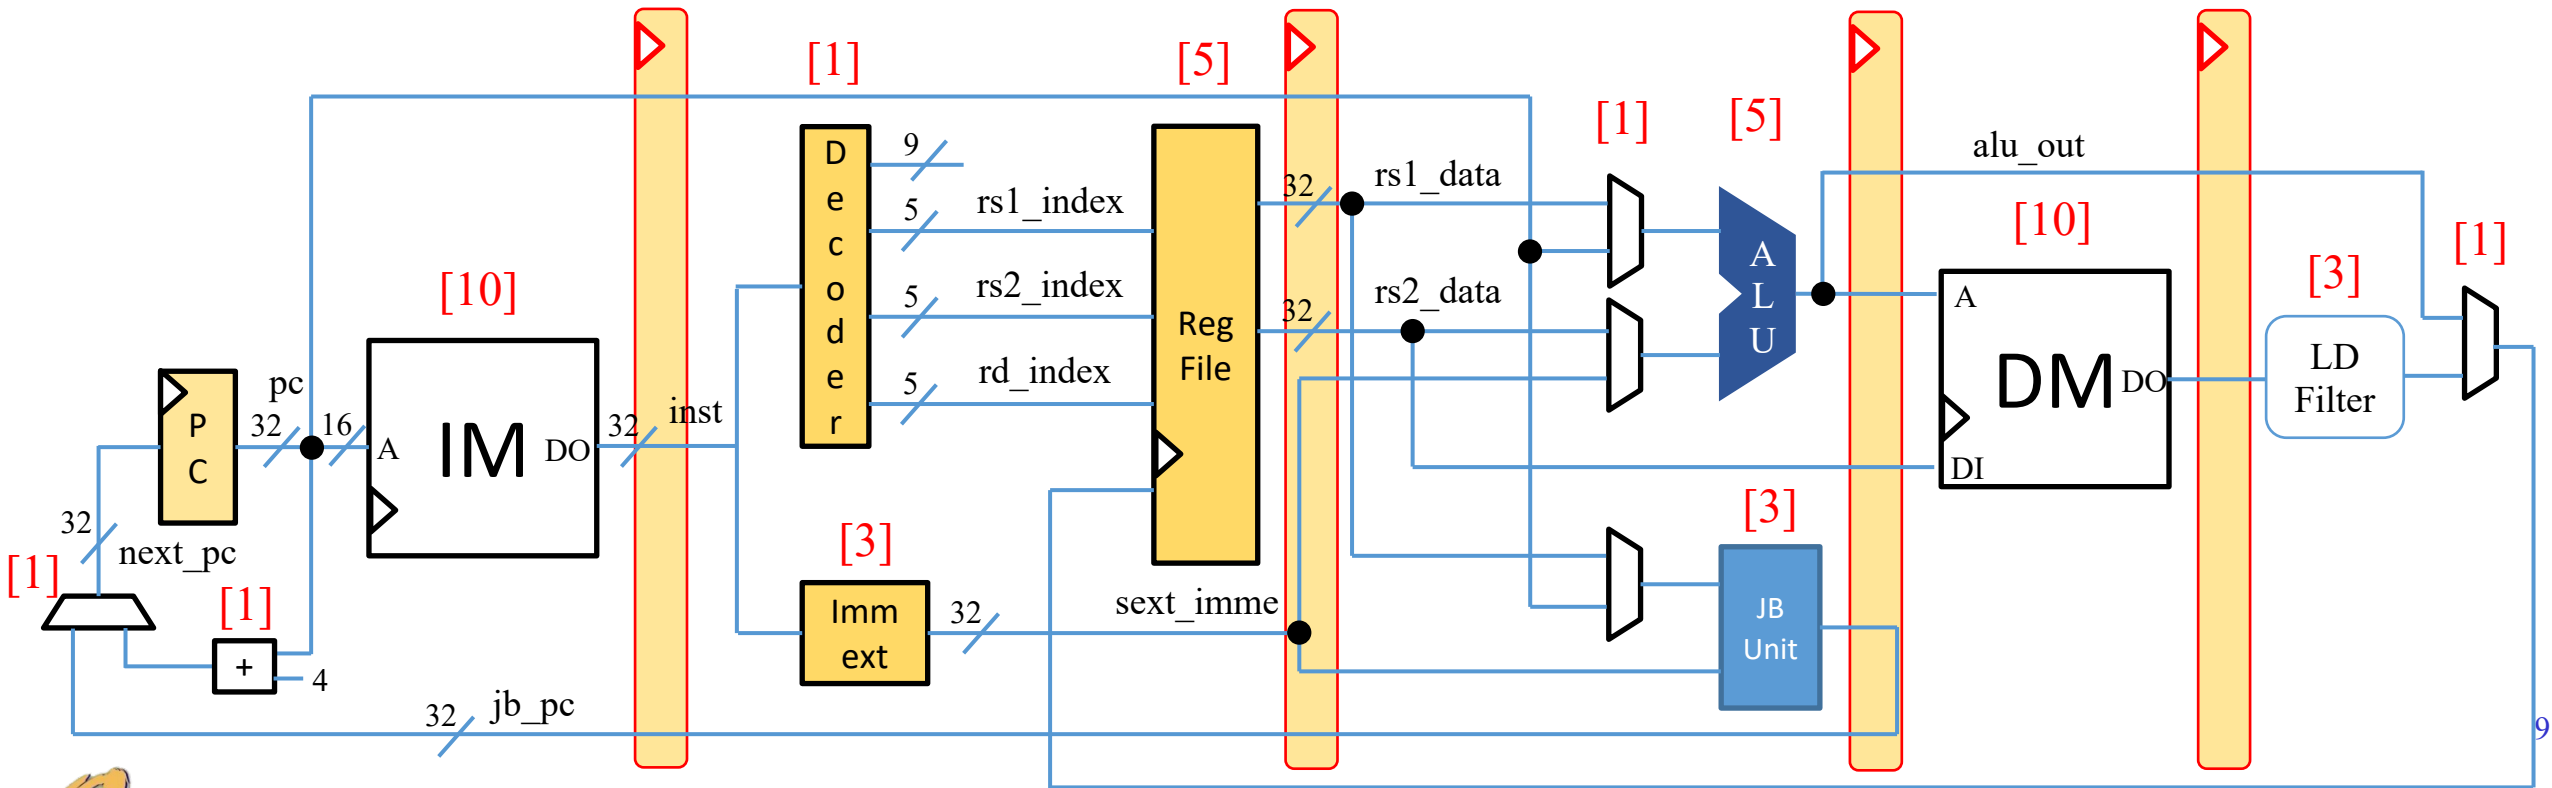 [1]
[5]
[1]
[5]
alu_out
[10]
[1]
[3]
D
e
c
o
d
e
r
9
5
rs1_index
5
rs2_index
5
rd_index
Reg
File
32
rs1_data
32
rs2_data
A
L
U
A
DM
DO
DI
LD
Filter
[10]
pc
32
16
P
C
A
IM
DO
32
inst
32
next_pc
[1]
[1]
+
4
[3]
Imm
ext
32
sext_imme
[3]
JB
Unit
32
jb_pc
9